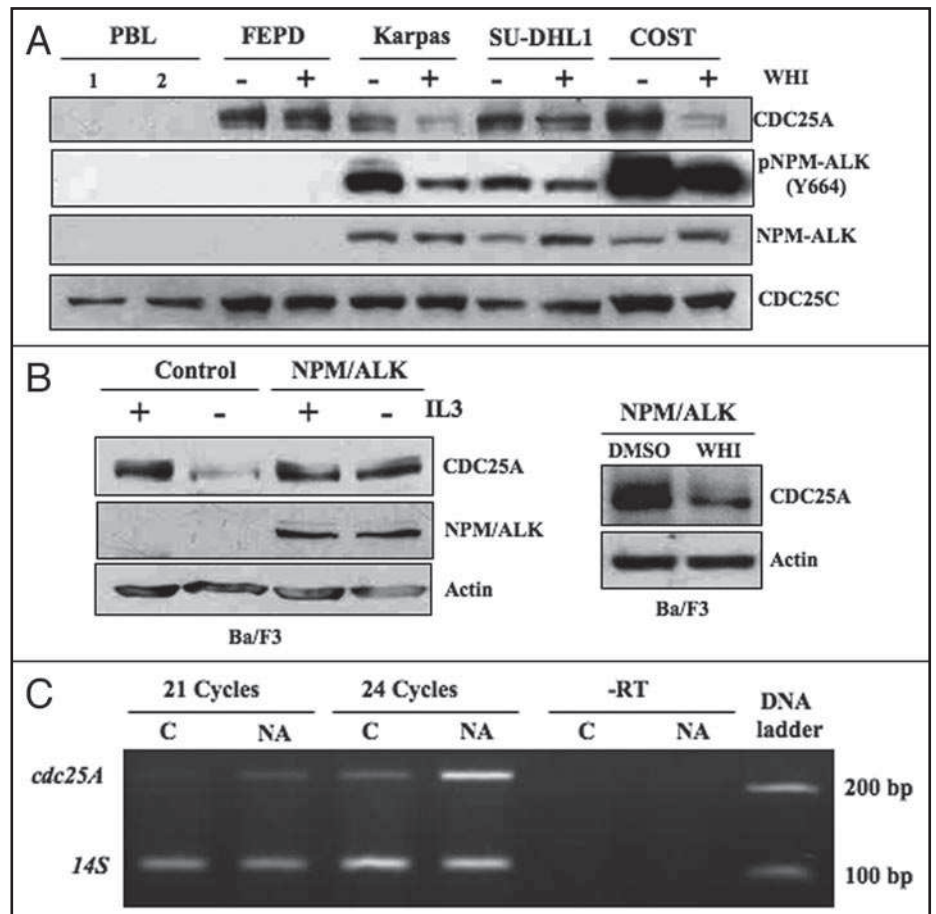 A
PBL FEPD Karpas SU-DHL1 COST
1 2 - + - + - + - + WHI
CDC25A
pNPM-ALK
(Y664)
NPM-ALK
CDC25C
B
Control NPM/ALK
+ - + - IL3
CDC25A
NPM/ALK
Actin
Ba/F3
NPM/ALK
DMSO WHI
CDC25A
Actin
Ba/F3
C
21 Cycles 24 Cycles -RT DNA
ladder
C NA C NA C NA
cdc25A
200 bp
14S
100 bp